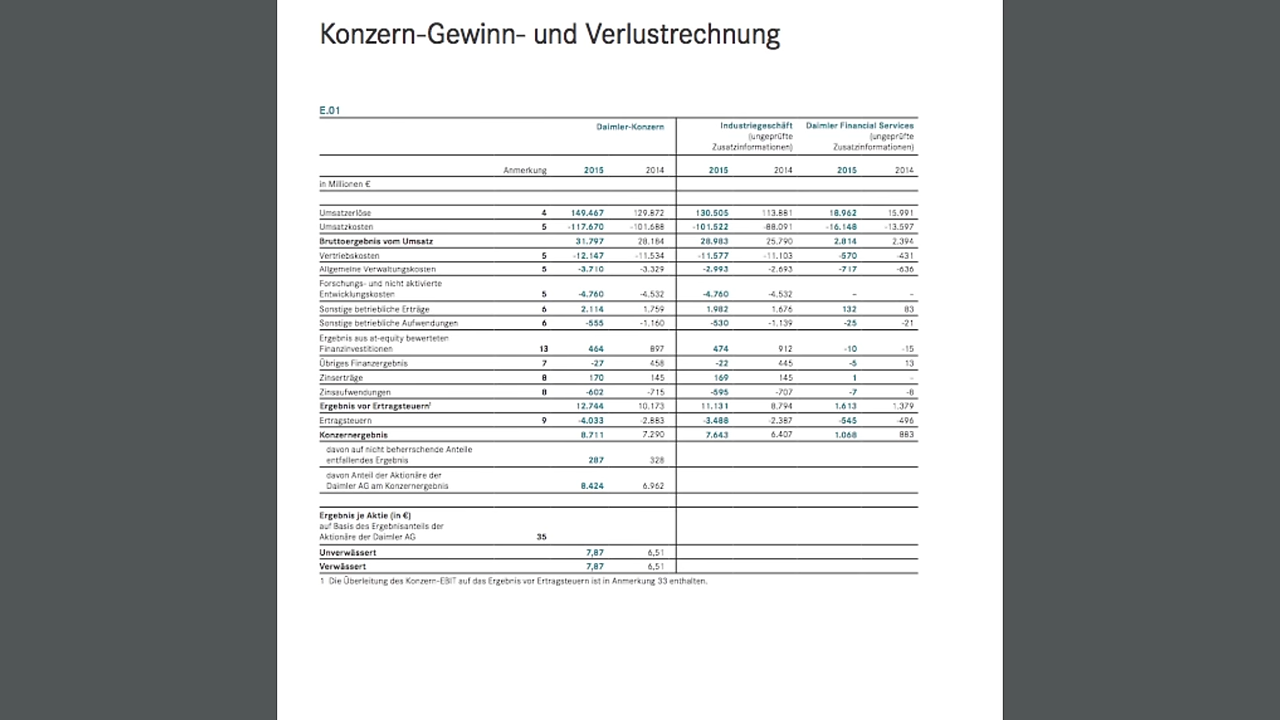 Konzern-Gewinn- und Verlustrechnung
E.01
Daimler-Konzern Industriegeschäft Daimler Financial Services
(ungeprüfte (ungeprüfte
Zusatzinformationen) Zusatzinformationen)
Anmerkung 2015 2014 2015 2014 2015 2014
in Millionen €
Umsatzerlöse 4 149.467 129.872 130.505 113.881 18.962 15.991
Umsatzkosten 5 -117.670 -101.688 -101.522 -88.091 -16.148 -13.597
Bruttoergebnis vom Umsatz 31.797 28.184 28.983 25.790 2.814 2.394
Vertriebskosten 5 -12.147 -11.534 -11.577 -11.103 -570 -431
Allgemeine Verwaltungskosten 5 -3.710 -3.329 -2.993 -2.693 -717 -636
Forschungs- und nicht aktivierte
Entwicklungskosten 5 -4.760 -4.532 -4.760 -4.532 – –
Sonstige betriebliche Erträge 6 2.114 1.759 1.982 1.676 132 83
Sonstige betriebliche Aufwendungen 6 -555 -1.160 -530 -1.139 -25 -21
Ergebnis aus at-equity bewerteten
Finanzinvestitionen 13 464 897 474 912 -10 -15
Übriges Finanzergebnis 7 -27 458 -22 445 -5 13
Zinserträge 8 170 145 169 145 1 –
Zinsaufwendungen 8 -602 -715 -595 -707 -7 -8
Ergebnis vor Ertragsteuern¹ 12.744 10.173 11.131 8.794 1.613 1.379
Ertragsteuern 9 -4.033 -2.883 -3.488 -2.387 -545 -496
Konzernergebnis 8.711 7.290 7.643 6.407 1.068 883
davon auf nicht beherrschende Anteile
entfallendes Ergebnis 287 328
davon Anteil der Aktionäre der
Daimler AG am Konzernergebnis 8.424 6.962
Ergebnis je Aktie (in €)
auf Basis des Ergebnisanteils der
Aktionäre der Daimler AG 35
Unverwässert 7,87 6,51
Verwässert 7,87 6,51
1 Die Überleitung des Konzern-EBIT auf das Ergebnis vor Ertragsteuern ist in Anmerkung 33 enthalten.